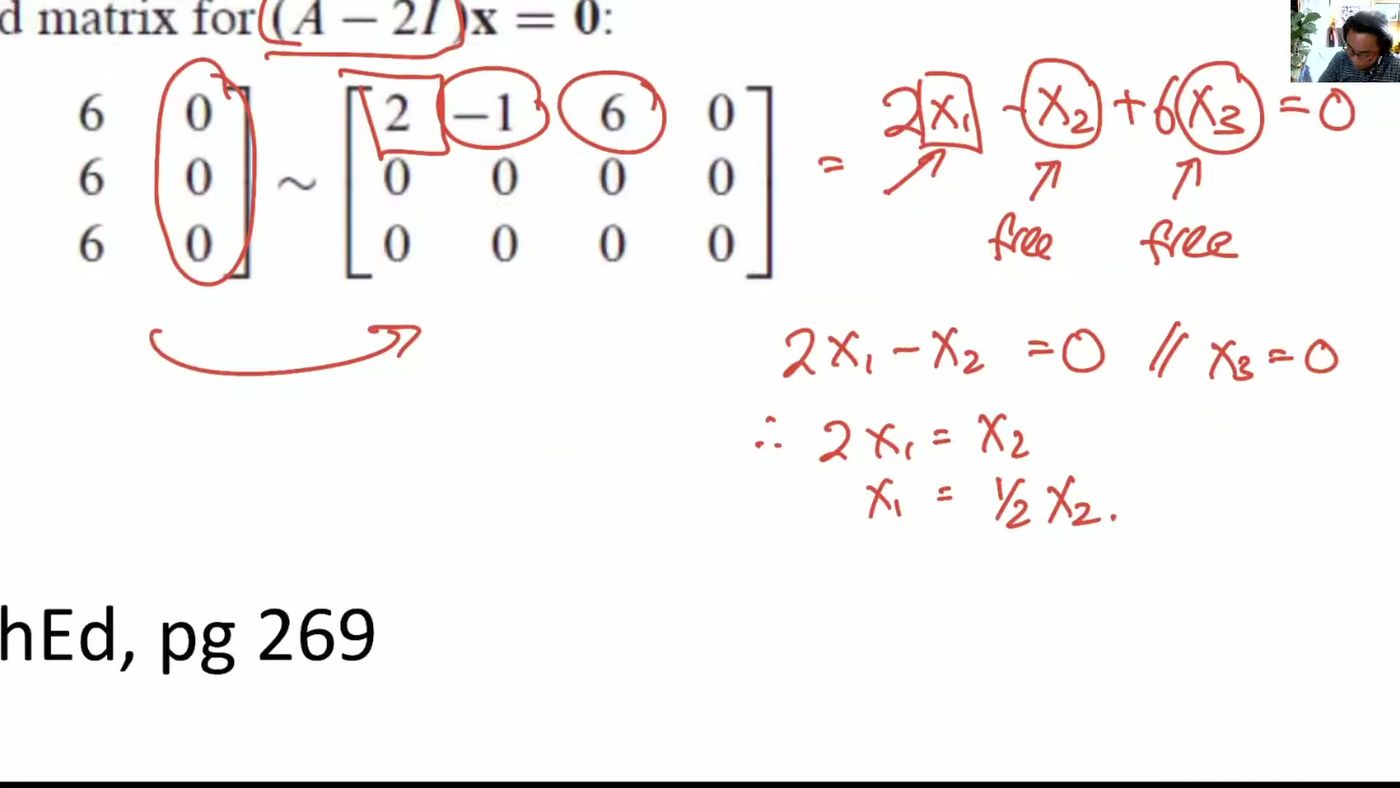 d matrix for (A − 2I)x = 0:
6 0 ~ 2 −1 6 0 = 2x₁ − x₂ + 6x₃ = 0
6 0 0 0 0 0
6 0 0 0 0 0
free free
2x₁ − x₂ = 0 // x₃ = 0
∴ 2x₁ = x₂
x₁ = ½ x₂.
hEd, pg 269